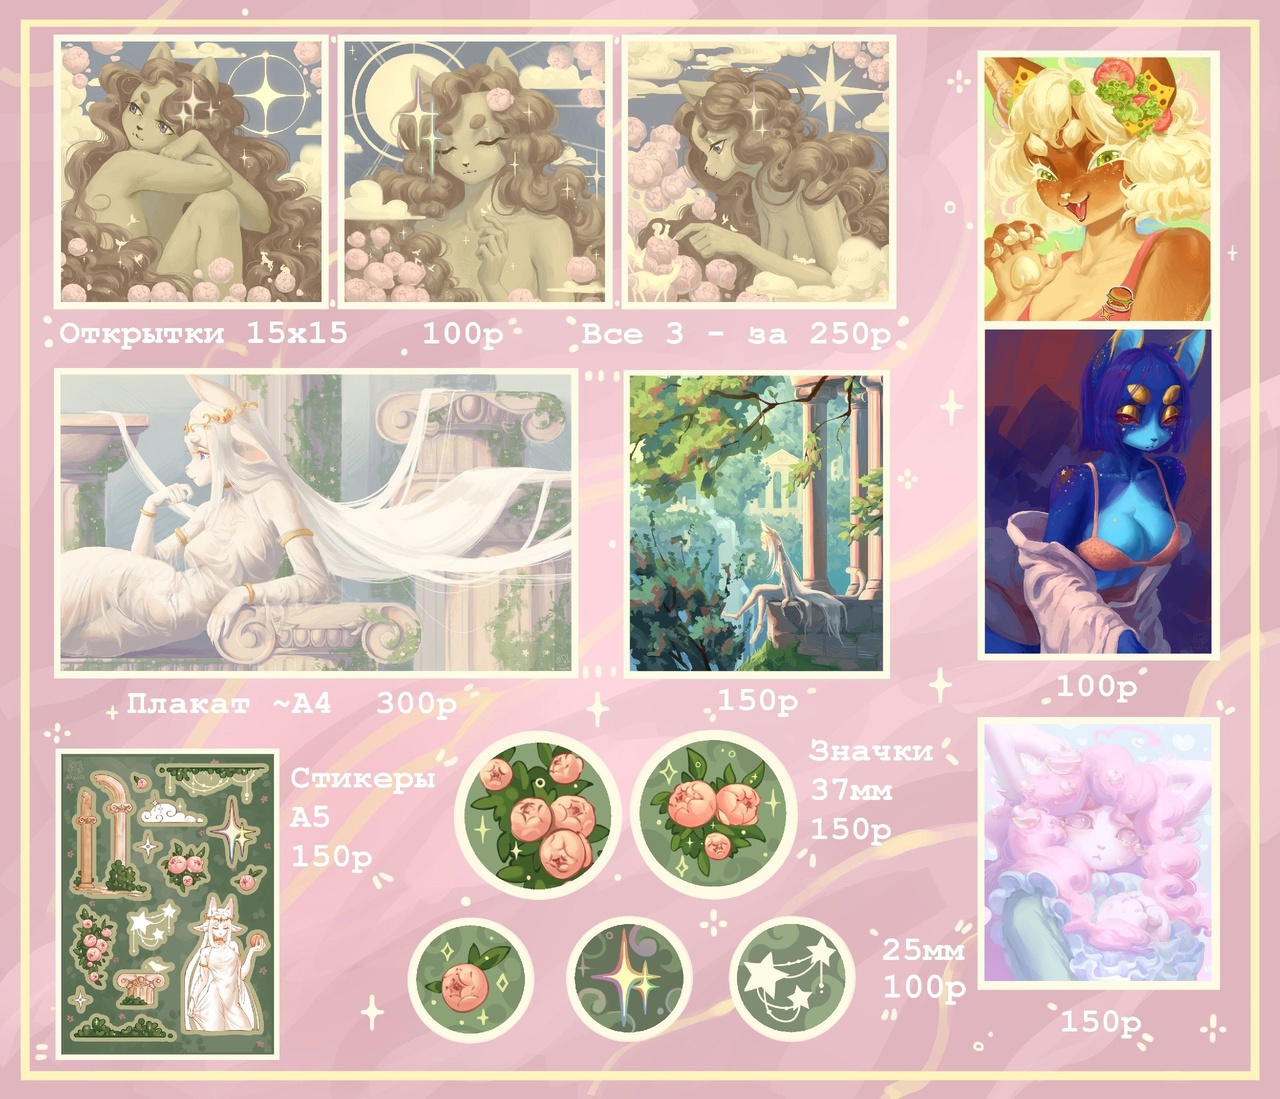 Открытки 15x15
100р
Все 3 - за 250р
Плакат ~А4
300р
150р
100р
Стикеры
А5
150р
Значки
37мм
150р
25мм
100р
150р